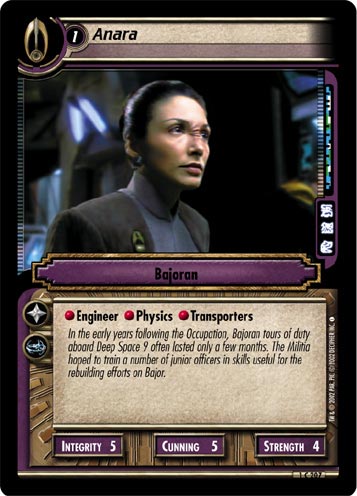 1 Anara
Bajoran
Engineer Physics Transporters
In the early years following the Occupation, Bajoran tours of duty
aboard Deep Space 9 often lasted only a few months. The Militia
hoped to train a number of junior officers in skills useful for the
rebuilding efforts on Bajor.
INTEGRITY 5 CUNNING 5 STRENGTH 4
1 C 207